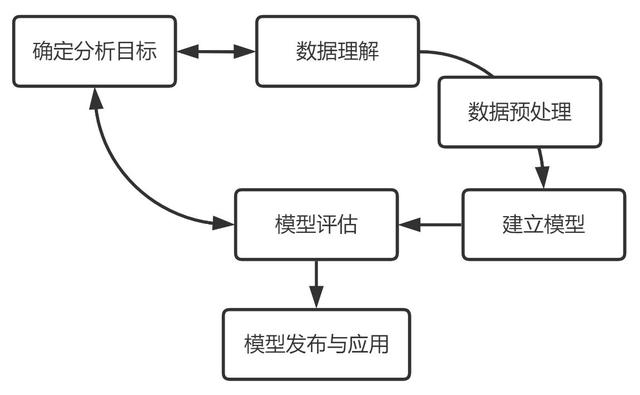 确定分析目标
数据理解
数据预处理
建立模型
模型评估
模型发布与应用